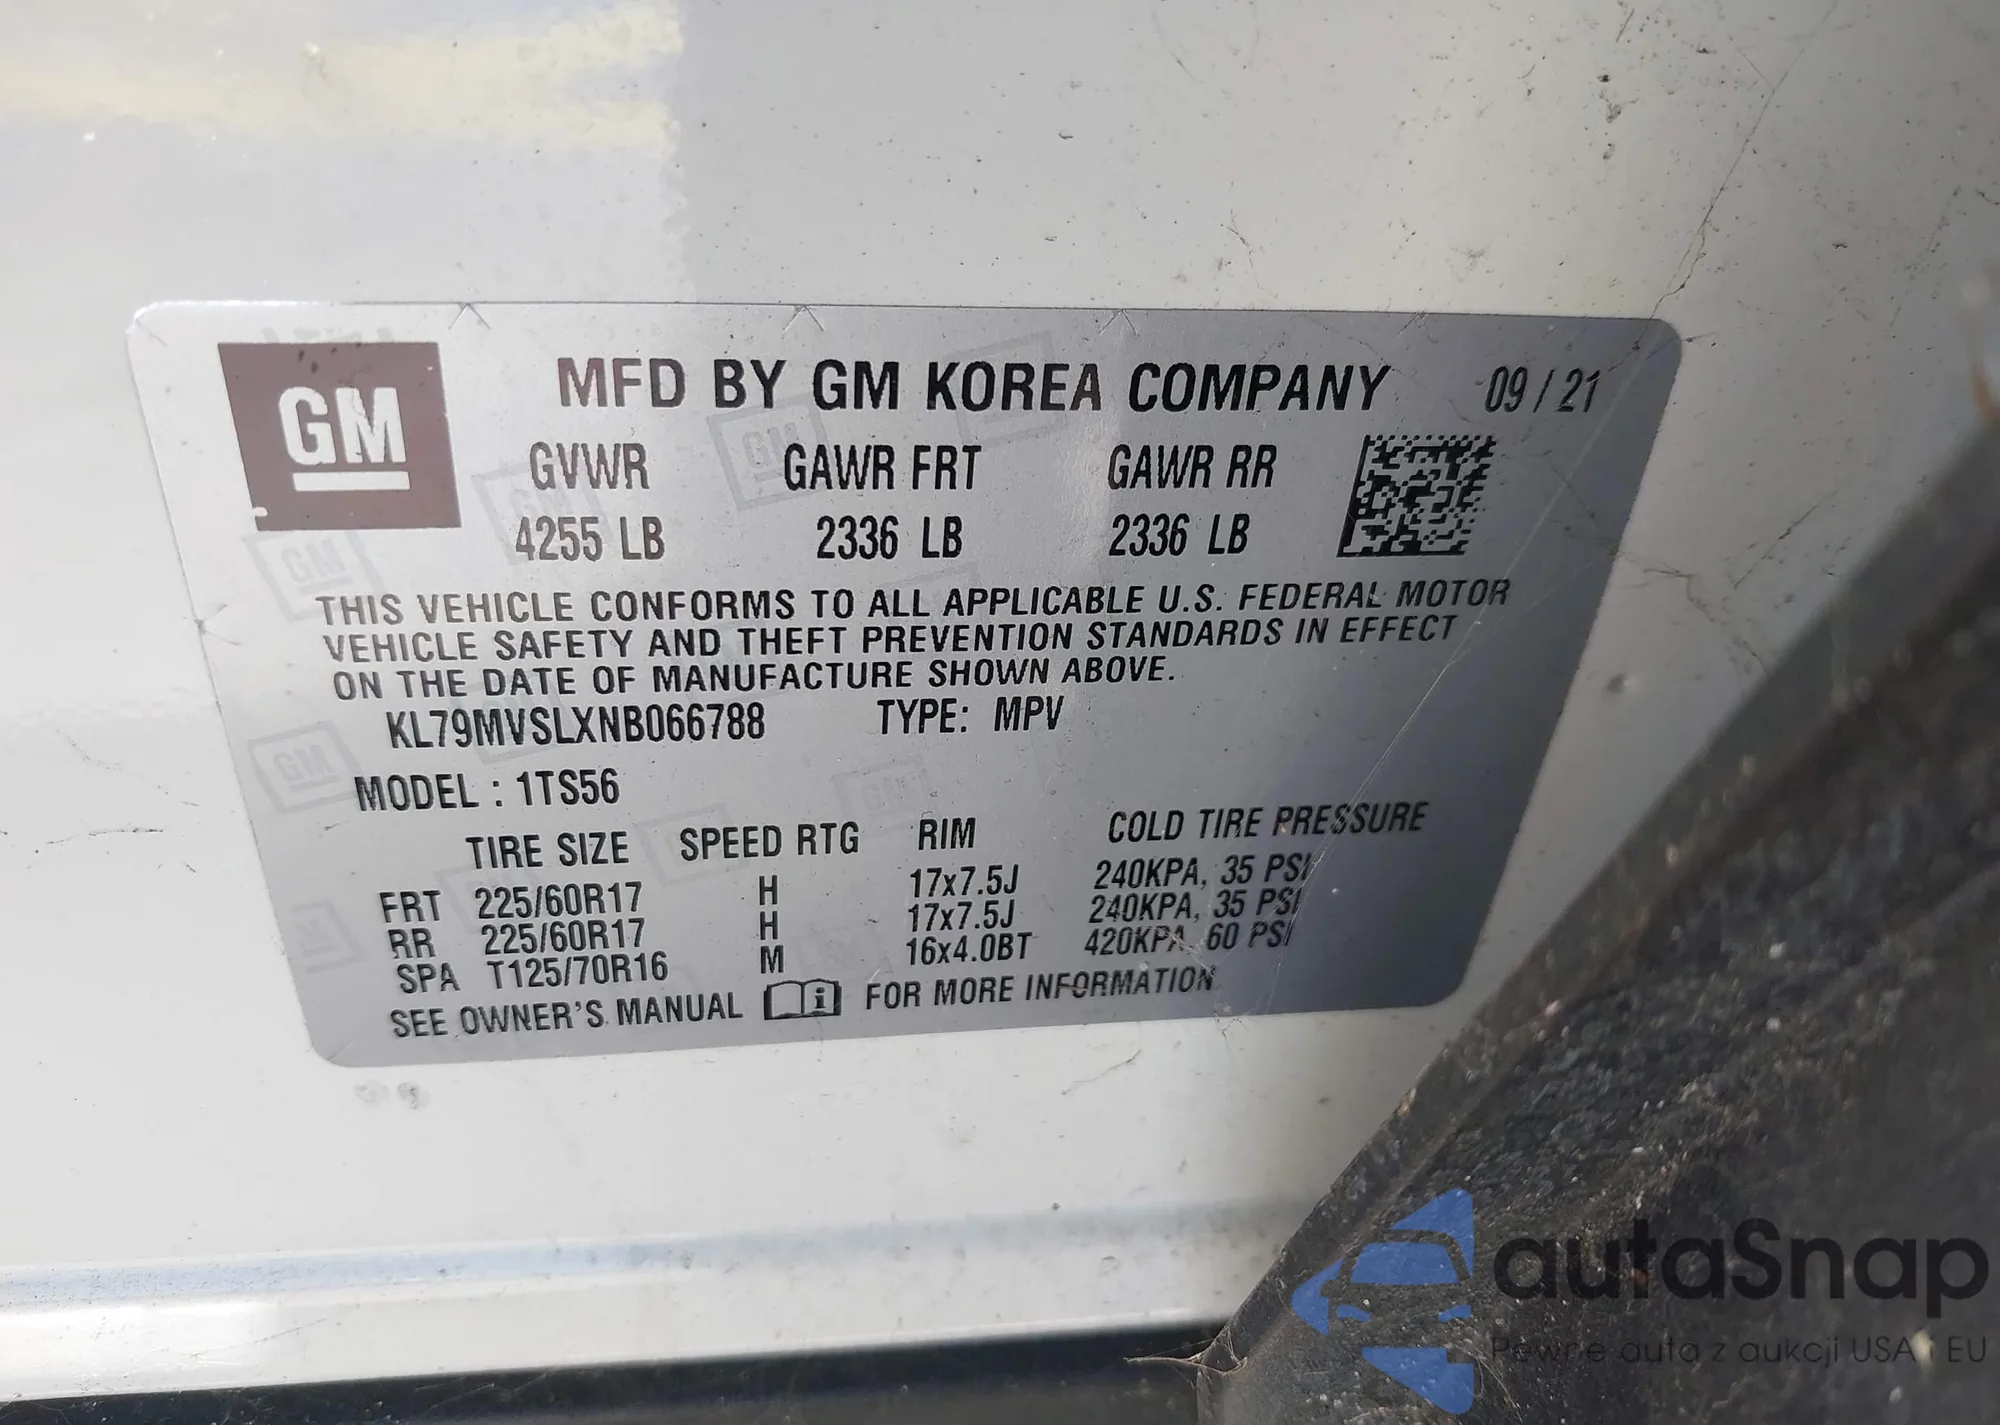 GM
MFD BY GM KOREA COMPANY 09/21
GVWR GAWR FRT GAWR RR
4255 LB 2336 LB 2336 LB
THIS VEHICLE CONFORMS TO ALL APPLICABLE U.S. FEDERAL MOTOR
VEHICLE SAFETY AND THEFT PREVENTION STANDARDS IN EFFECT
ON THE DATE OF MANUFACTURE SHOWN ABOVE.
KL79MVSLXNB066788 TYPE: MPV
MODEL : 1TS56
TIRE SIZE SPEED RTG RIM COLD TIRE PRESSURE
FRT 225/60R17 H 17x7.5J 240KPA, 35 PSI
RR 225/60R17 H 17x7.5J 240KPA, 35 PSI
SPA T125/70R16 M 16x4.0BT 420KPA, 60 PSI
SEE OWNER'S MANUAL i FOR MORE INFORMATION
autaSnap
Pewne auta z aukcji USA i EU